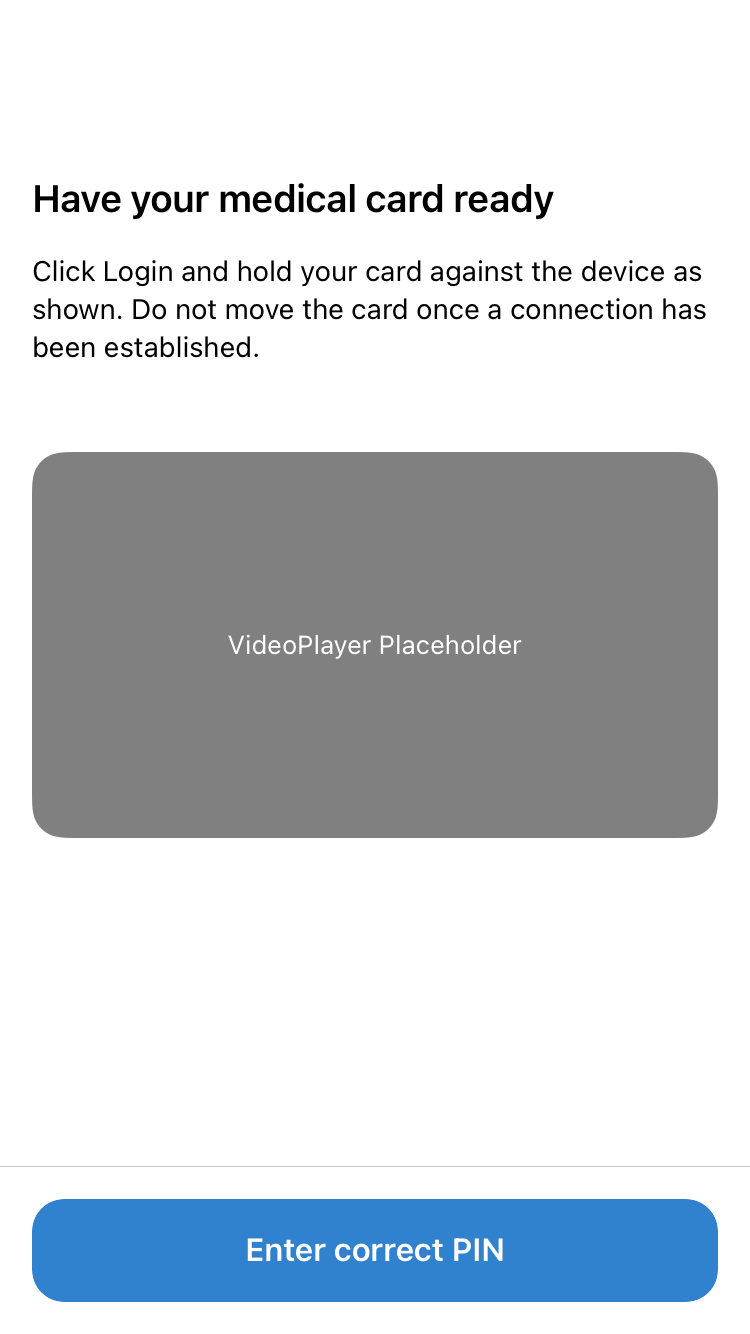 Have your medical card ready
Click Login and hold your card against the device as
shown. Do not move the card once a connection has
been established.
VideoPlayer Placeholder
Enter correct PIN